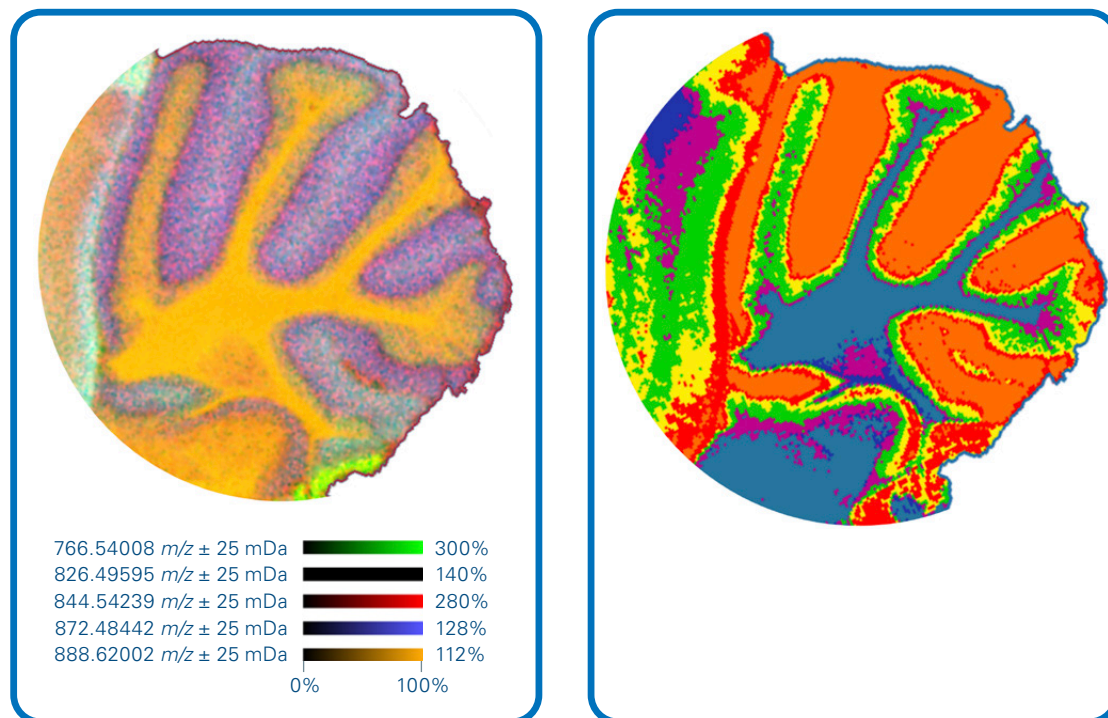 766.54008 m/z ± 25 mDa 300%
826.49595 m/z ± 25 mDa 140%
844.54239 m/z ± 25 mDa 280%
872.48442 m/z ± 25 mDa 128%
888.62002 m/z ± 25 mDa 112%
0% 100%